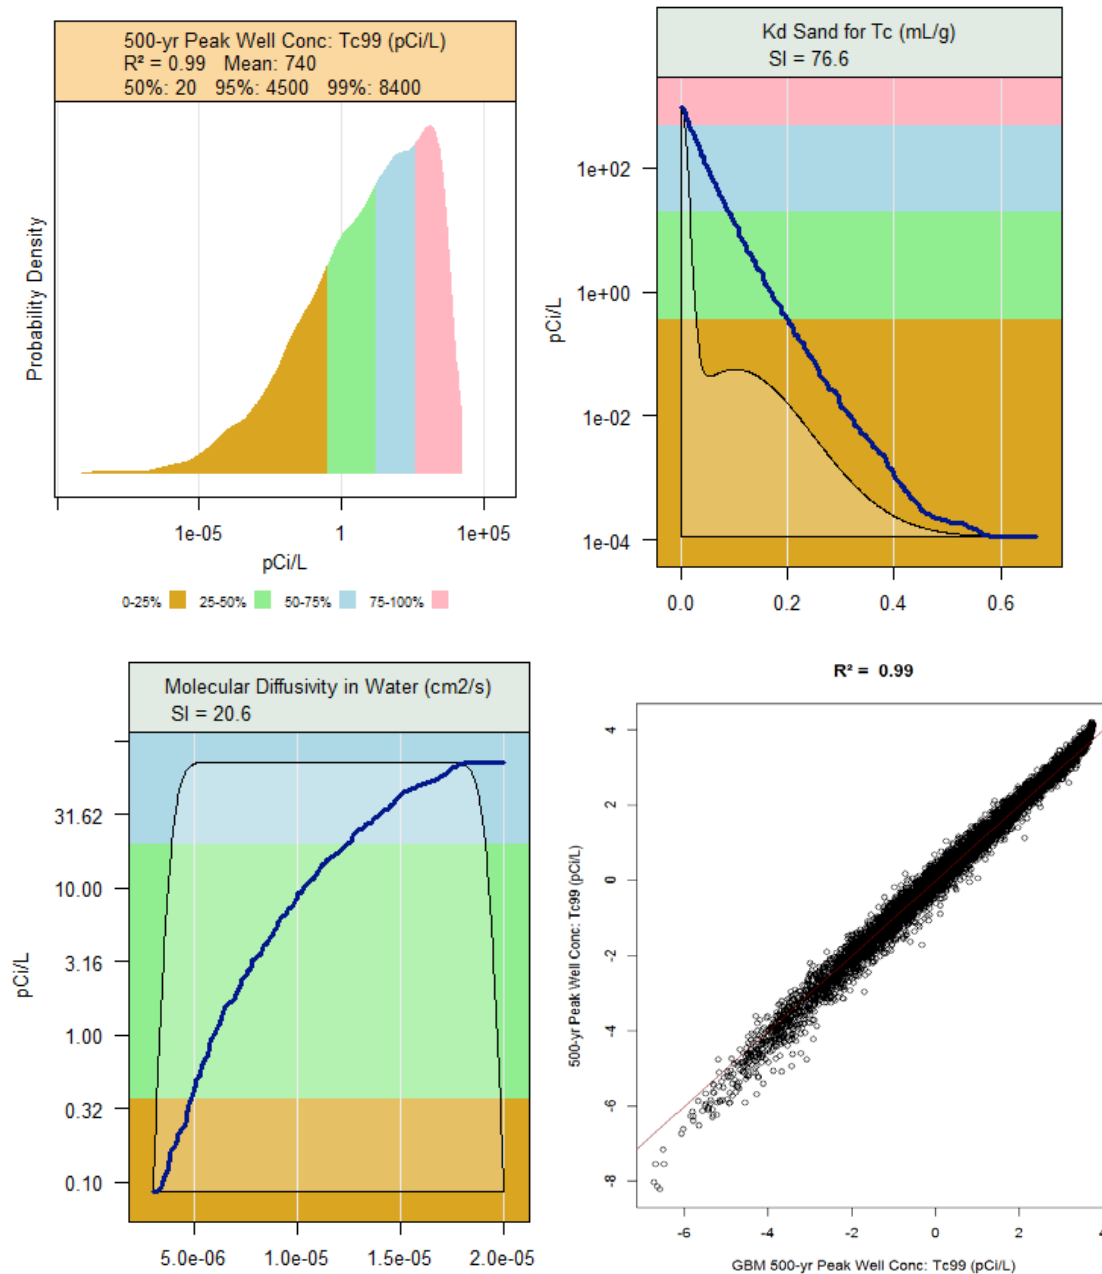 500-yr Peak Well Conc: Tc99 (pCi/L)
R² = 0.99 Mean: 740
50%: 20 95%: 4500 99%: 8400
Probability Density
1e-05 1 1e+05
pCi/L
0-25% 25-50% 50-75% 75-100%
Kd Sand for Tc (mL/g)
SI = 76.6
pCi/L
1e+02
1e+00
1e-02
1e-04
0.0 0.2 0.4 0.6
Molecular Diffusivity in Water (cm2/s)
SI = 20.6
pCi/L
31.62
10.00
3.16
1.00
0.32
0.10
5.0e-06 1.0e-05 1.5e-05 2.0e-05
R² = 0.99
500-yr Peak Well Conc: Tc99 (pCi/L)
4
2
0
-2
-4
-6
-8
-6 -4 -2 0 2 4
GBM 500-yr Peak Well Conc: Tc99 (pCi/L)